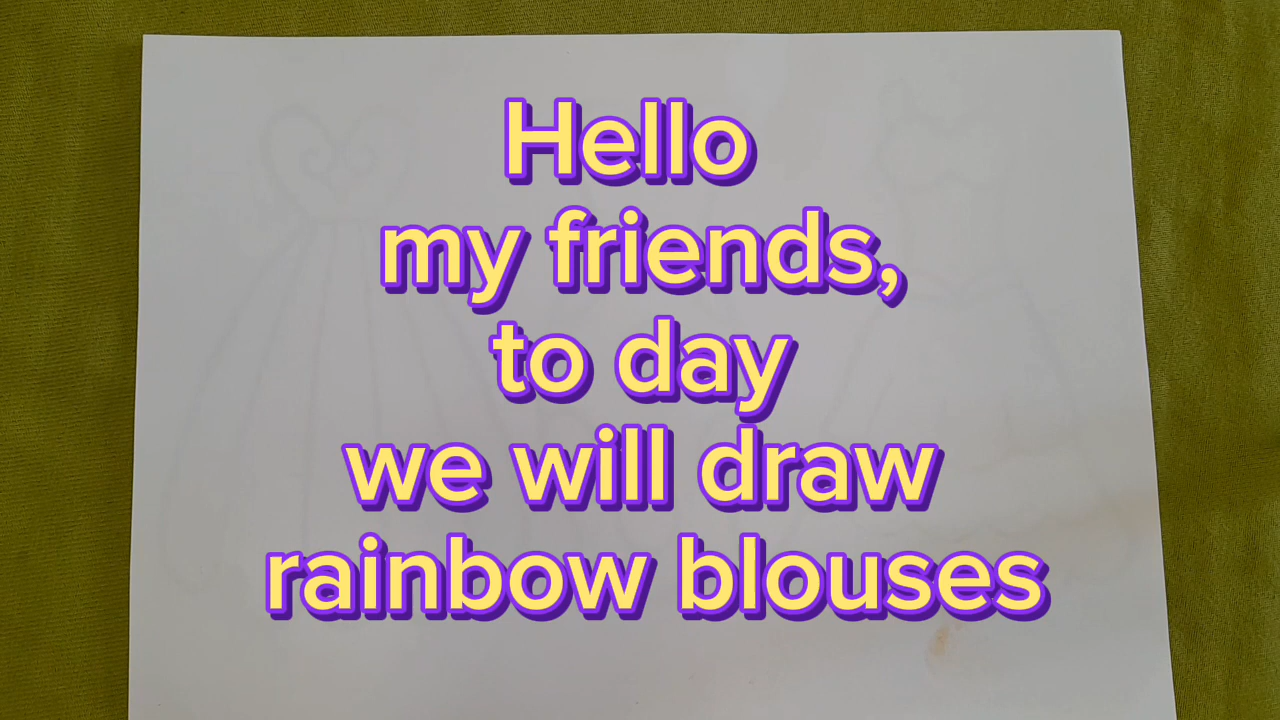 Hello
my friends,
to day
we will draw
rainbow blouses